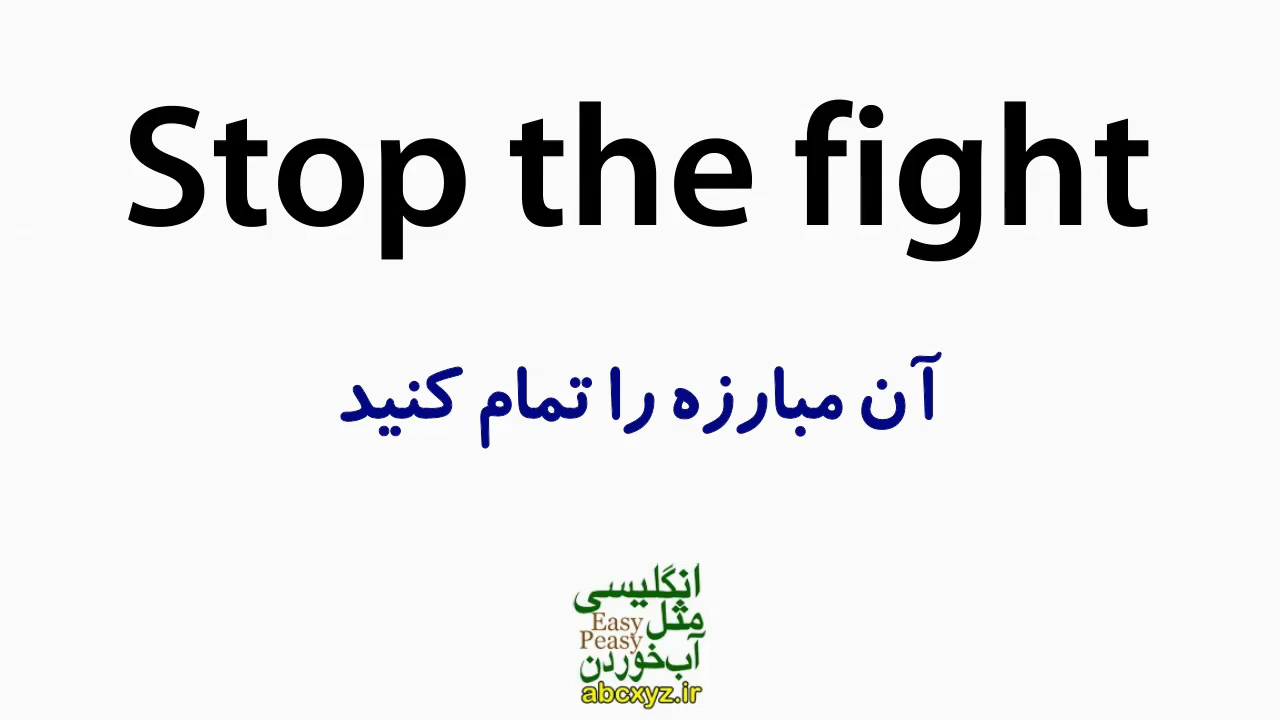 Stop the fight
آن مبارزه را تمام کنید
انگلیسی
مثل Easy
Peasy
آب‌خوردن
abcxyz.ir